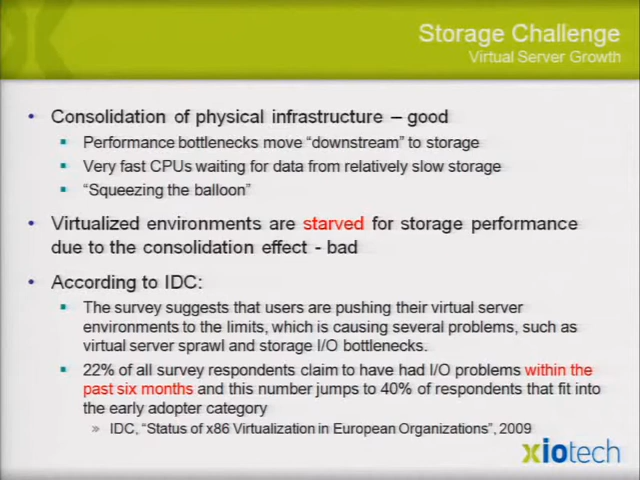 Storage Challenge
Virtual Server Growth
• Consolidation of physical infrastructure – good
▪ Performance bottlenecks move “downstream” to storage
▪ Very fast CPUs waiting for data from relatively slow storage
▪ “Squeezing the balloon”
• Virtualized environments are starved for storage performance
due to the consolidation effect - bad
• According to IDC:
▪ The survey suggests that users are pushing their virtual server
environments to the limits, which is causing several problems, such as
virtual server sprawl and storage I/O bottlenecks.
▪ 22% of all survey respondents claim to have had I/O problems within the
past six months and this number jumps to 40% of respondents that fit into
the early adopter category
» IDC, “Status of x86 Virtualization in European Organizations”, 2009
xiotech